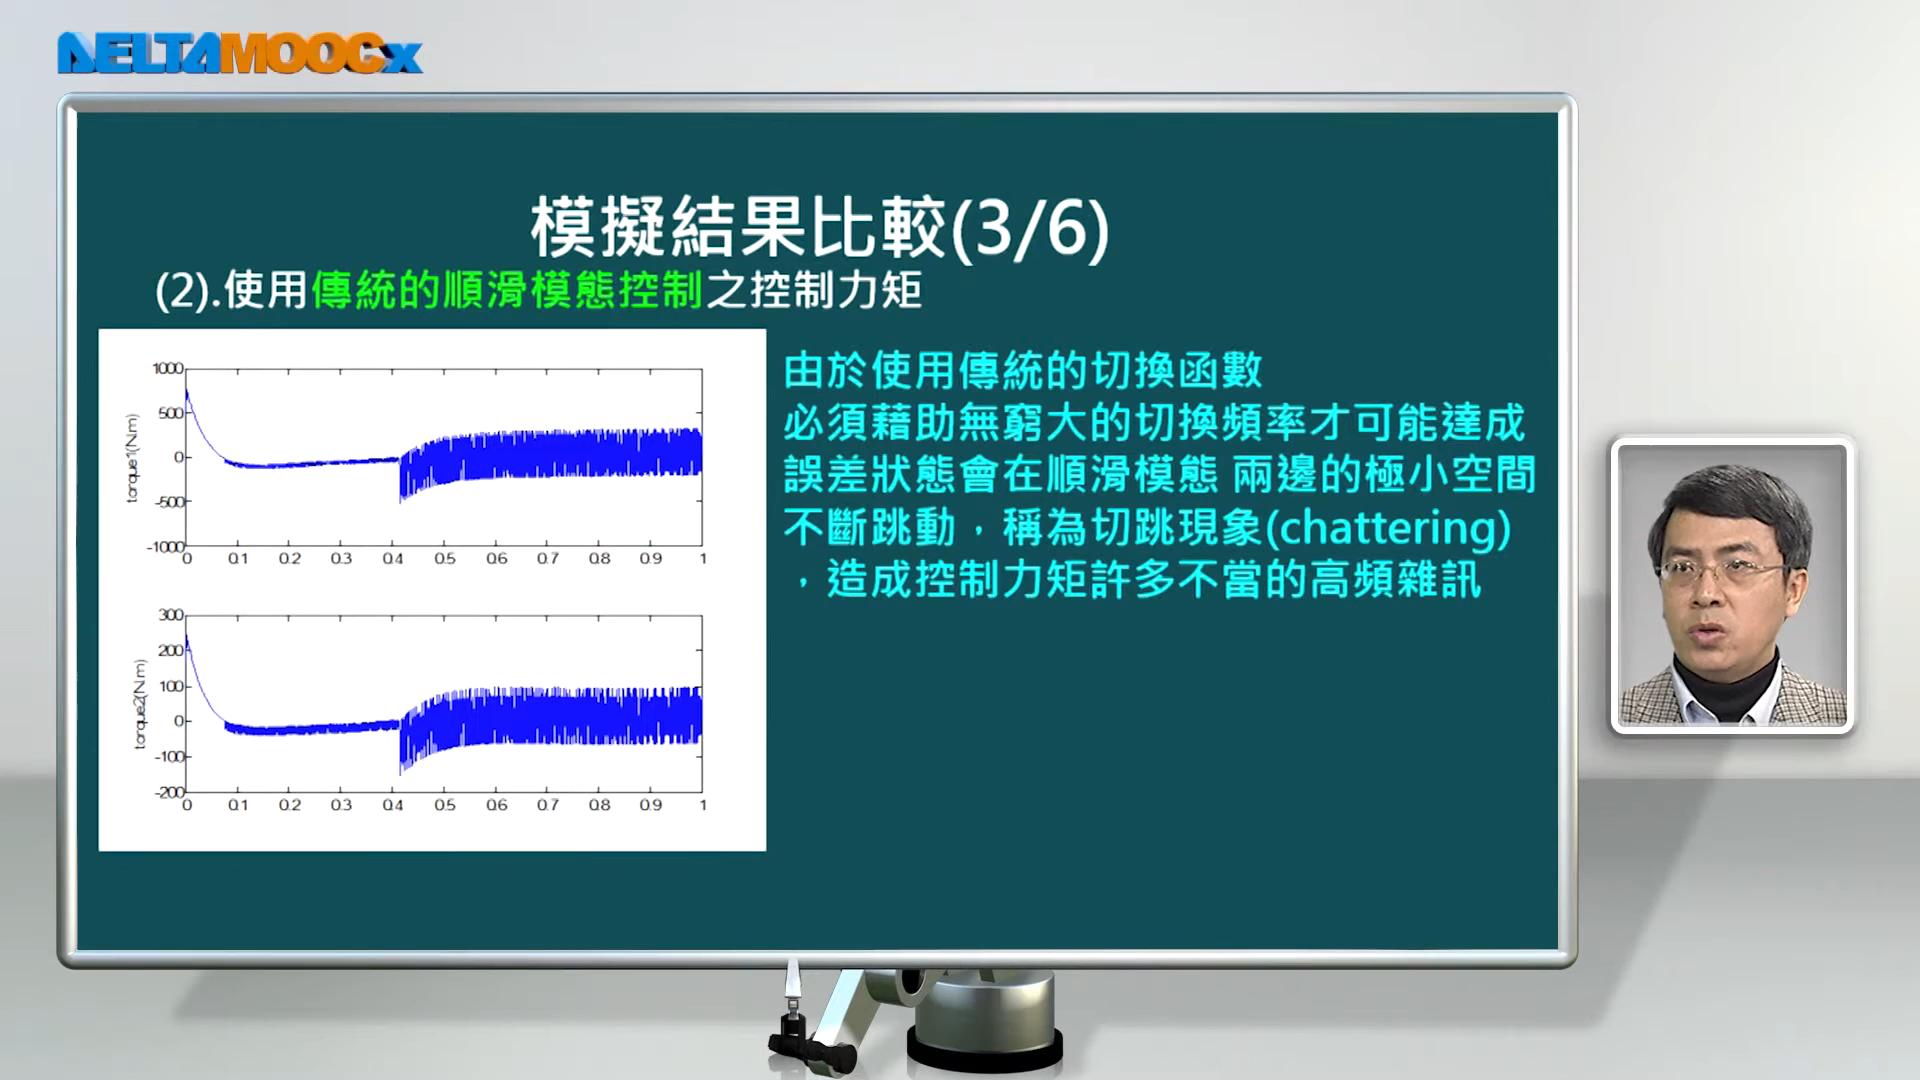 DELTAMOOCx
模擬結果比較(3/6)
(2).使用傳統的順滑模態控制之控制力矩
由於使用傳統的切換函數
必須藉助無窮大的切換頻率才可能達成
誤差狀態會在順滑模態 兩邊的極小空間
不斷跳動，稱為切跳現象(chattering)
，造成控制力矩許多不當的高頻雜訊
torque1(N.m)
1000
500
0
-500
-1000
0 0.1 0.2 0.3 0.4 0.5 0.6 0.7 0.8 0.9 1
torque2(N.m)
300
200
100
0
-100
-200
0 0.1 0.2 0.3 0.4 0.5 0.6 0.7 0.8 0.9 1